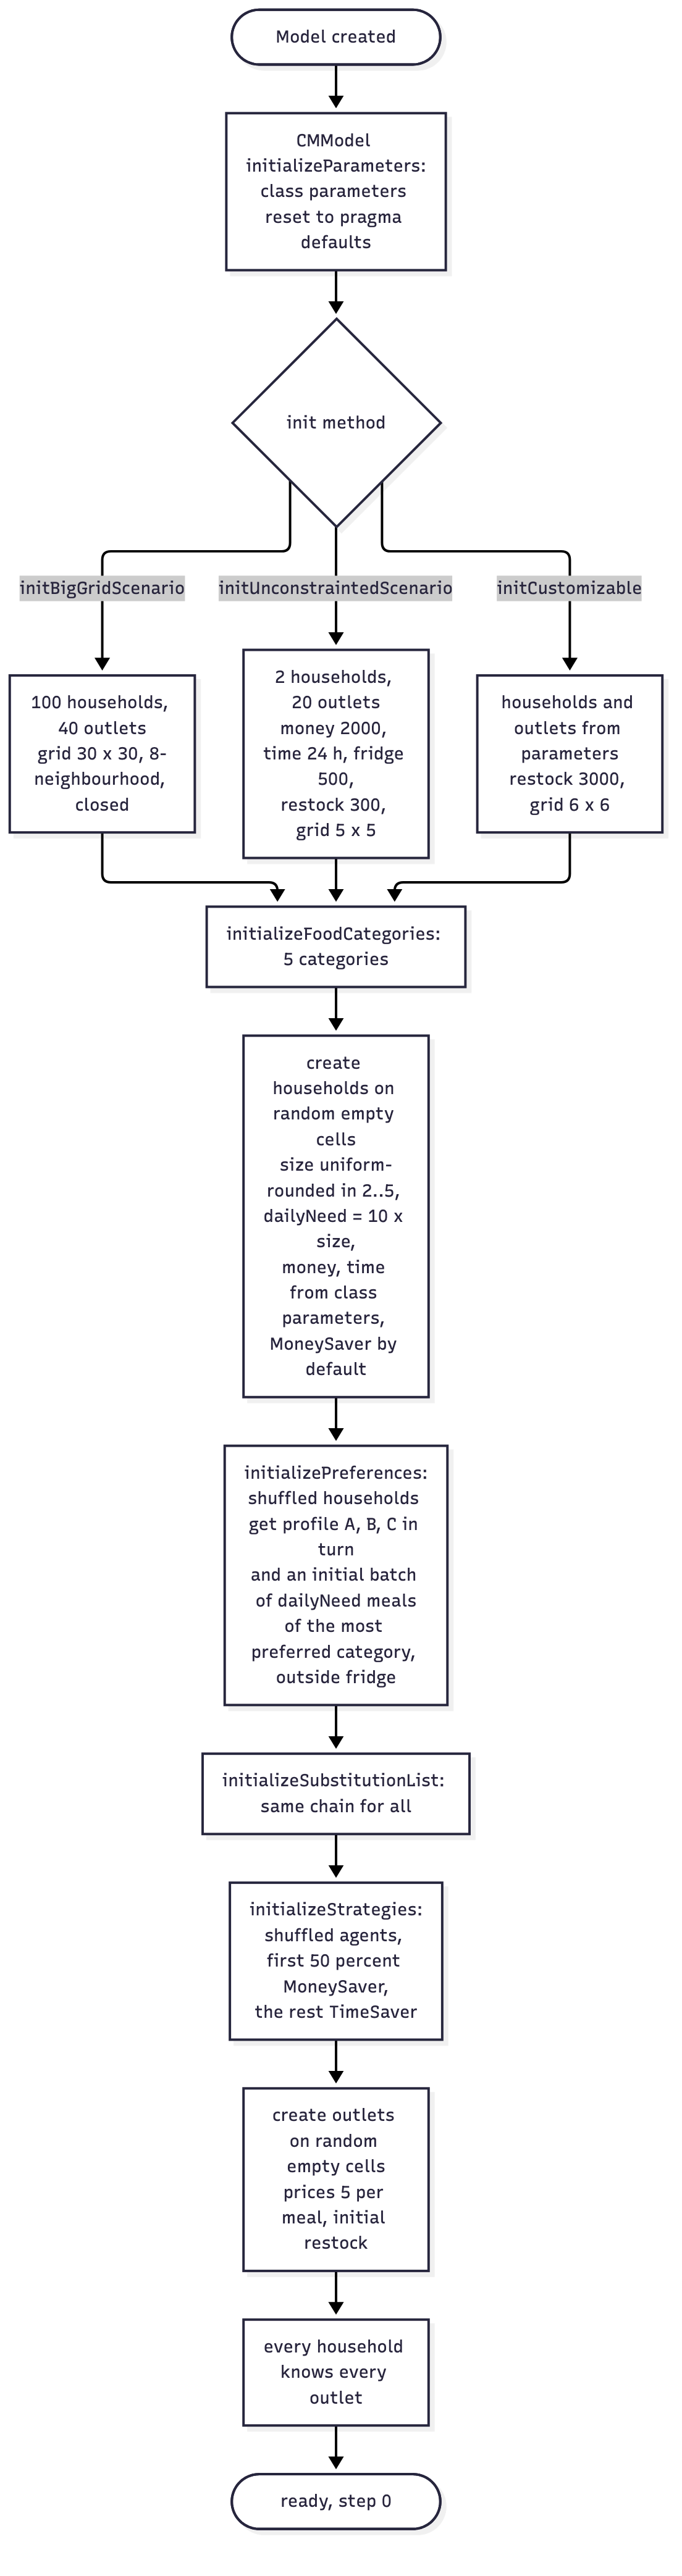 Model created
CMModel
initializeParameters:
class parameters
reset to pragma
defaults
init method
initBigGridScenario
initUnconstraintedScenario
initCustomizable
100 households,
40 outlets
grid 30 x 30, 8-
neighbourhood,
closed
2 households,
20 outlets
money 2000,
time 24 h, fridge
500,
restock 300,
grid 5 x 5
households and
outlets from
parameters
restock 3000,
grid 6 x 6
initializeFoodCategories:
5 categories
create
households on
random empty
cells
size uniform-
rounded in 2..5,
dailyNeed = 10 x
size,
money, time
from class
parameters,
MoneySaver by
default
initializePreferences:
shuffled households
get profile A, B, C in
turn
and an initial batch
of dailyNeed meals
of the most
preferred category,
outside fridge
initializeSubstitutionList:
same chain for all
initializeStrategies:
shuffled agents,
first 50 percent
MoneySaver,
the rest TimeSaver
create outlets
on random
empty cells
prices 5 per
meal, initial
restock
every household
knows every
outlet
ready, step 0